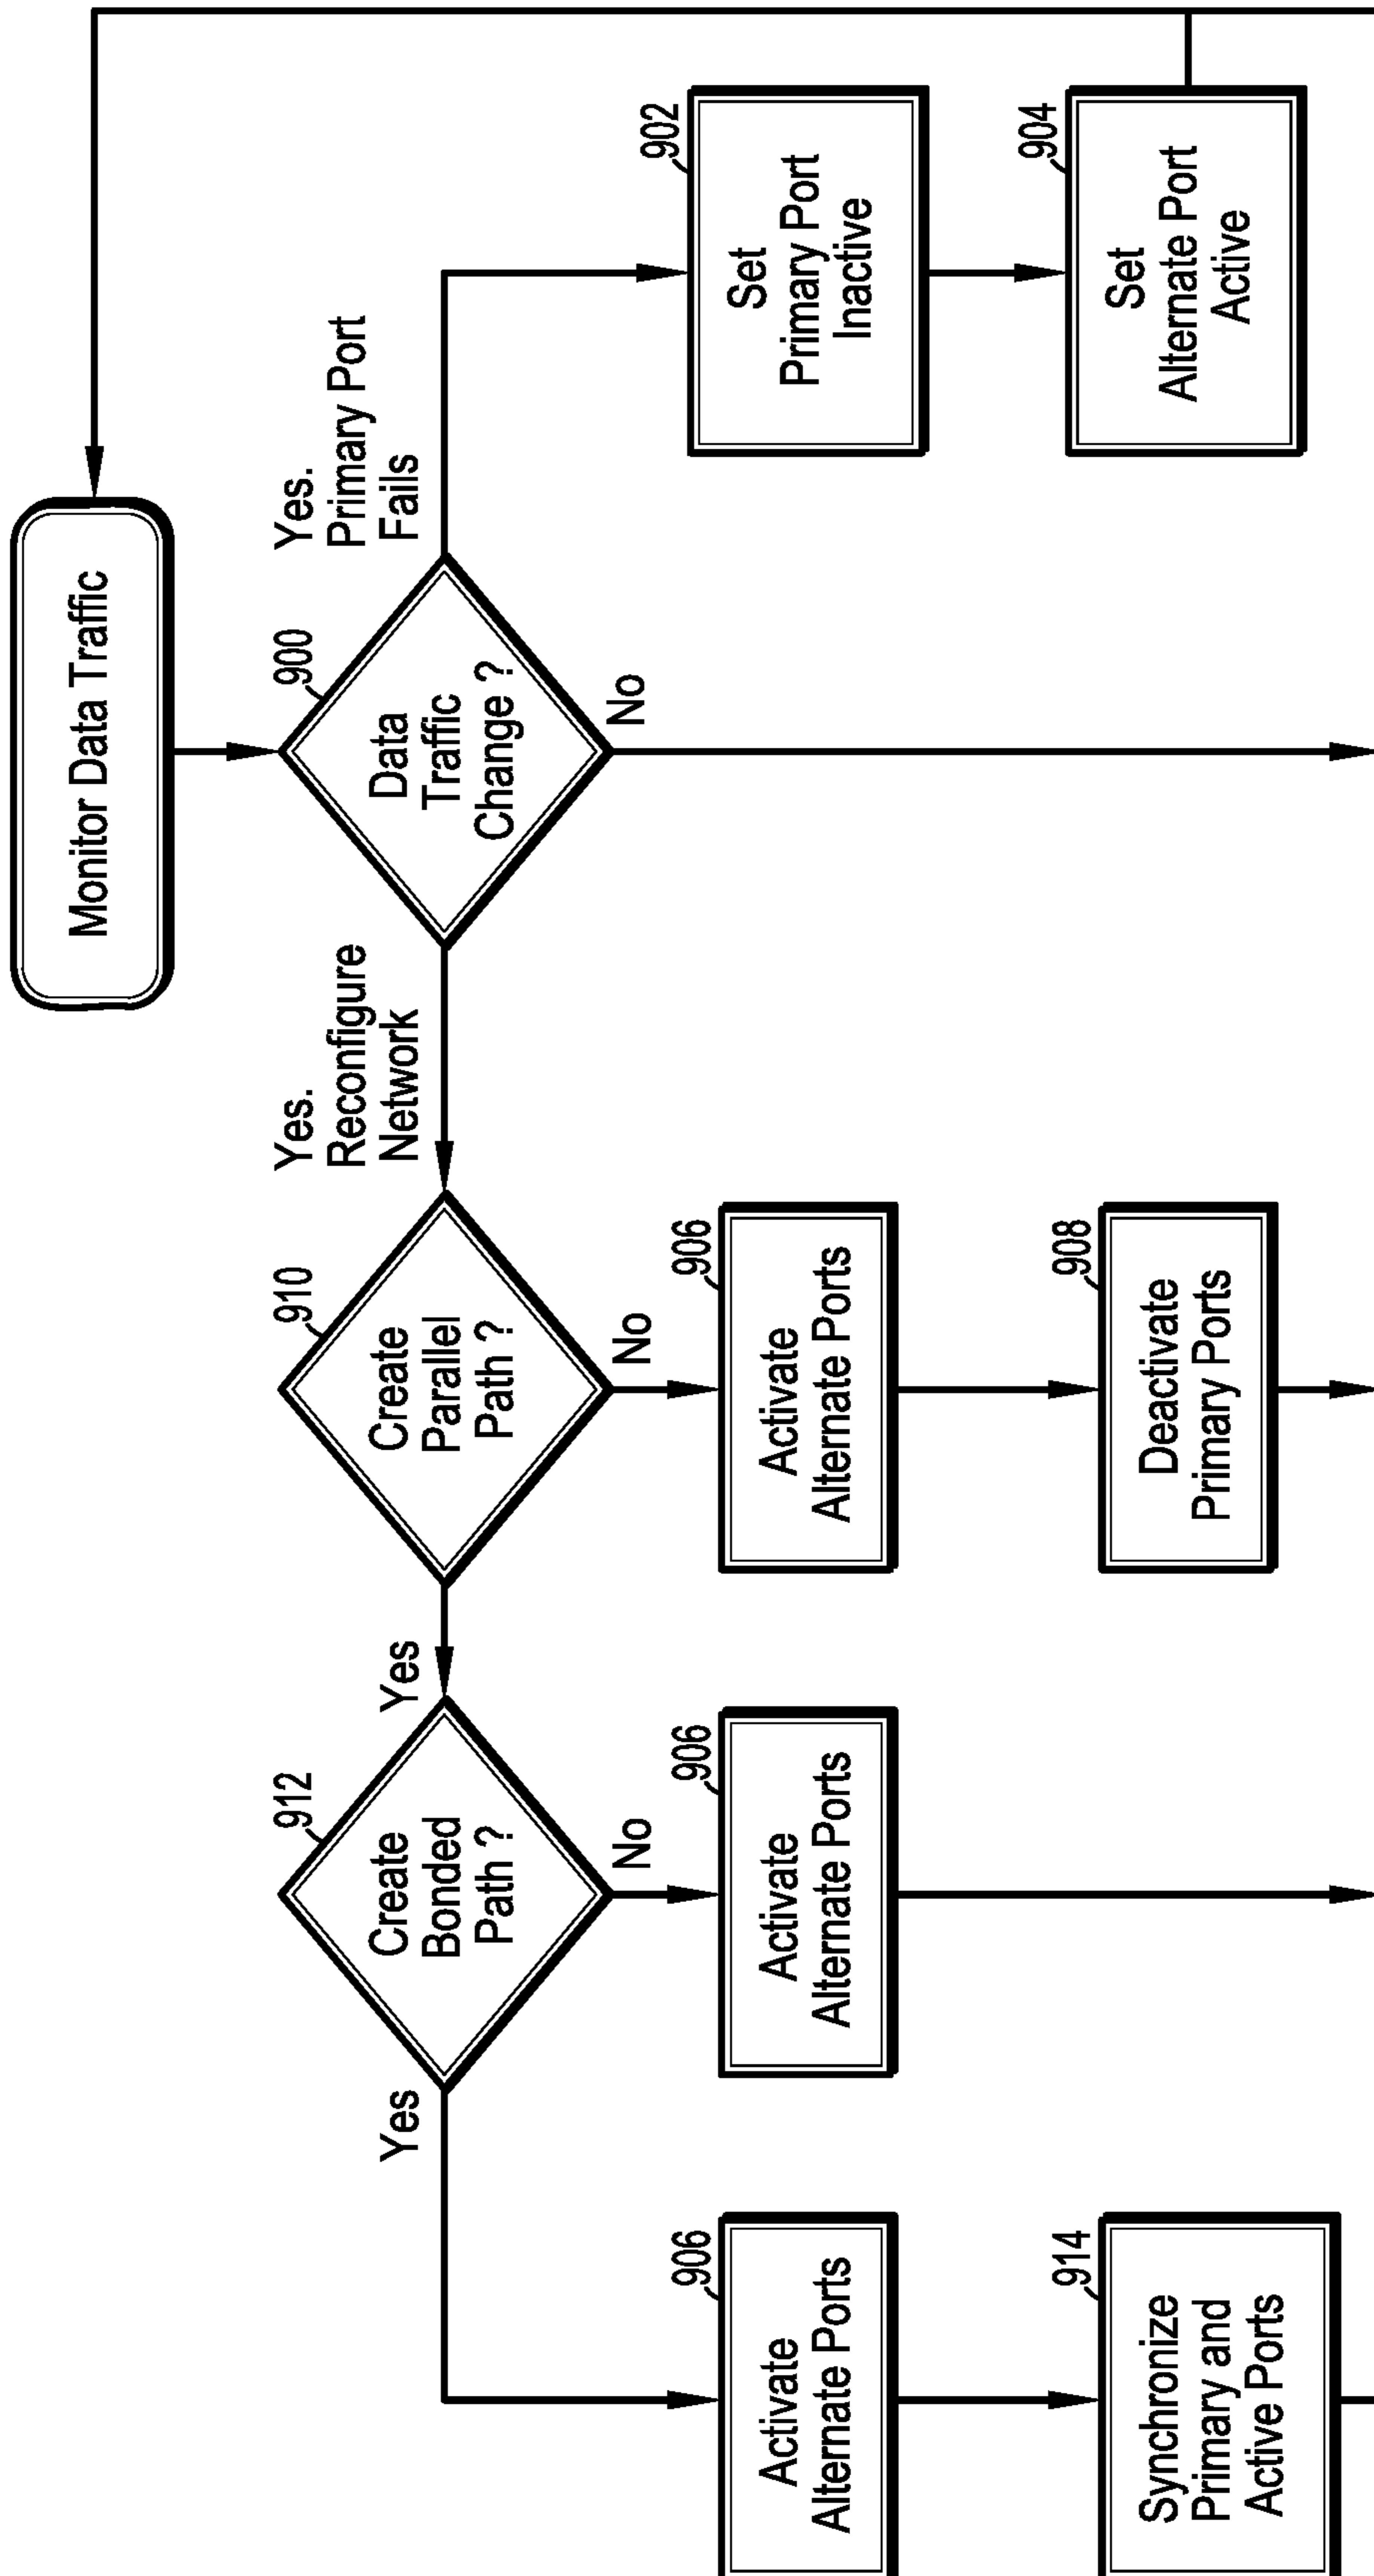 Monitor Data Traffic
900
Data
Traffic
Change ?
Yes.
Primary Port
Fails
No
Yes.
Reconfigure
Network
902
Set
Primary Port
Inactive
904
Set
Alternate Port
Active
910
Create
Parallel
Path ?
Yes
No
906
Activate
Alternate Ports
908
Deactivate
Primary Ports
912
Create
Bonded
Path ?
Yes
No
906
Activate
Alternate Ports
906
Activate
Alternate Ports
914
Synchronize
Primary and
Active Ports